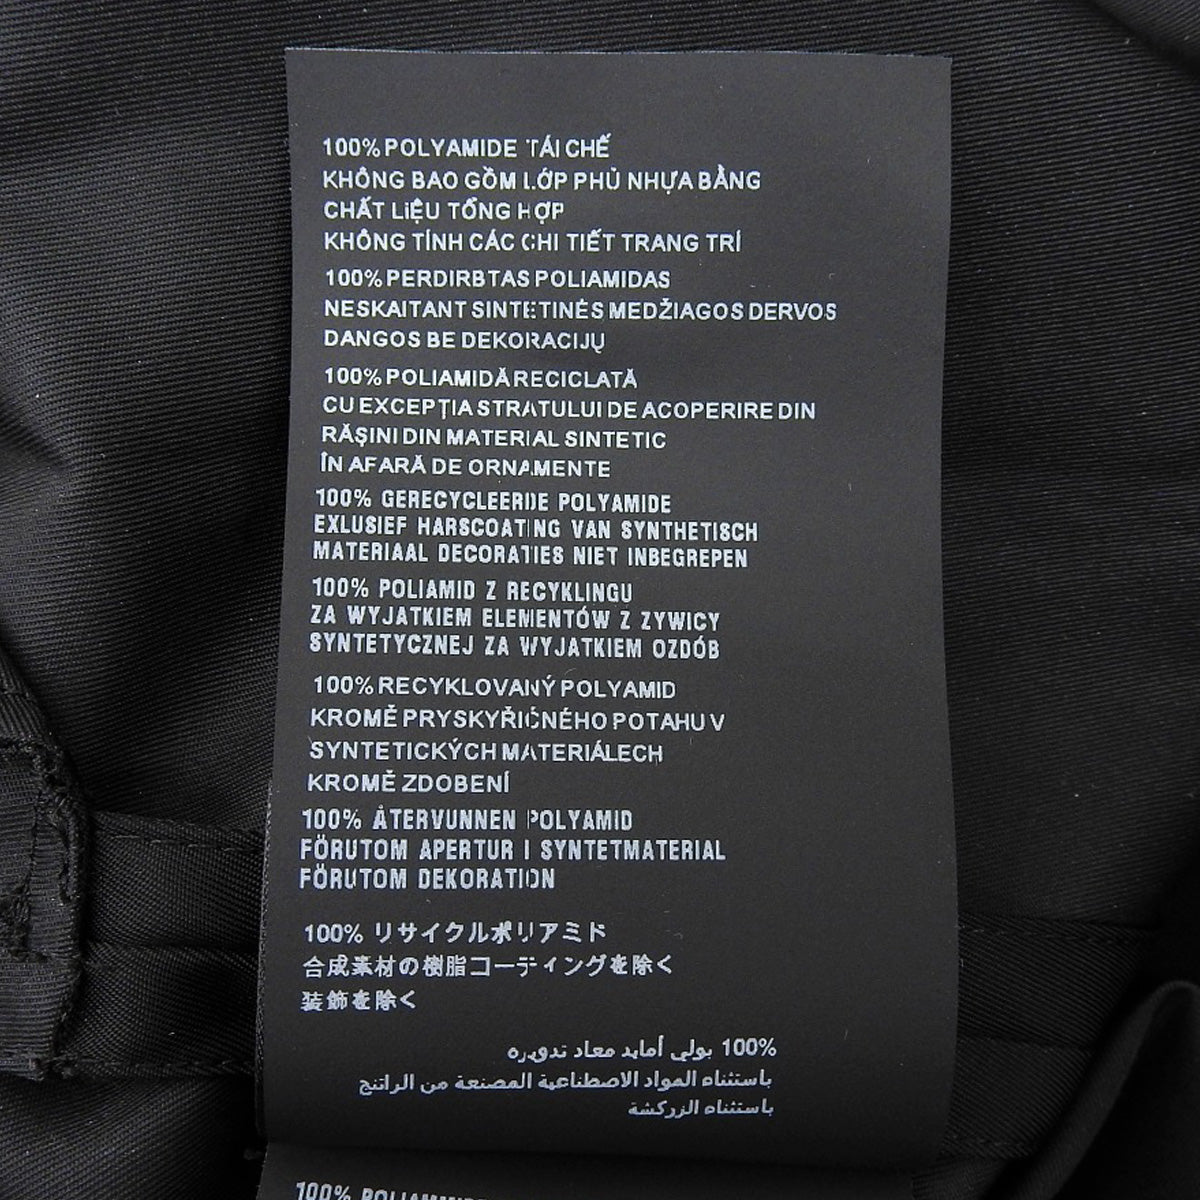 100% POLYAMIDE TÁI CHẾ
KHÔNG BAO GỒM LỚP PHỦ NHỰA BẰNG
CHẤT LIỆU TỔNG HỢP
KHÔNG TÍNH CÁC CHI TIẾT TRANG TRÍ
100% PERDIRBTAS POLIAMIDAS
NESKAITANT SINTETINĖS MEDŽIAGOS DERVOS
DANGOS BE DEKORACIJŲ
100% POLIAMIDĂ RECICLATĂ
CU EXCEPȚIA STRATULUI DE ACOPERIRE DIN
RĂȘINI DIN MATERIAL SINTETIC
ÎN AFARĂ DE ORNAMENTE
100% GERECYCLEERDE POLYAMIDE
EXLUSIEF HARSCOATING VAN SYNTHETISCH
MATERIAAL DECORATIES NIET INBEGREPEN
100% POLIAMID Z RECYKLINGU
ZA WYJATKIEM ELEMENTÓW Z ZYWICY
SYNTETYCZNEJ ZA WYJATKIEM OZDÓB
100% RECYKLOVANÝ POLYAMID
KROMĚ PRYSKYŘIČNÉHO POTAHU V
SYNTETICKÝCH MATERIÁLECH
KROMĚ ZDOBENÍ
100% ÅTERVUNNEN POLYAMID
FÖRUTOM APERTUR I SYNTETMATERIAL
FÖRUTOM DEKORATION
100% リサイクルポリアミド
合成素材の樹脂コーティングを除く
装飾を除く
100% بولي أمايد معاد تدويره
باستثناء المواد الاصطناعية المصنعة من الراتنج
باستثناء الزركشة